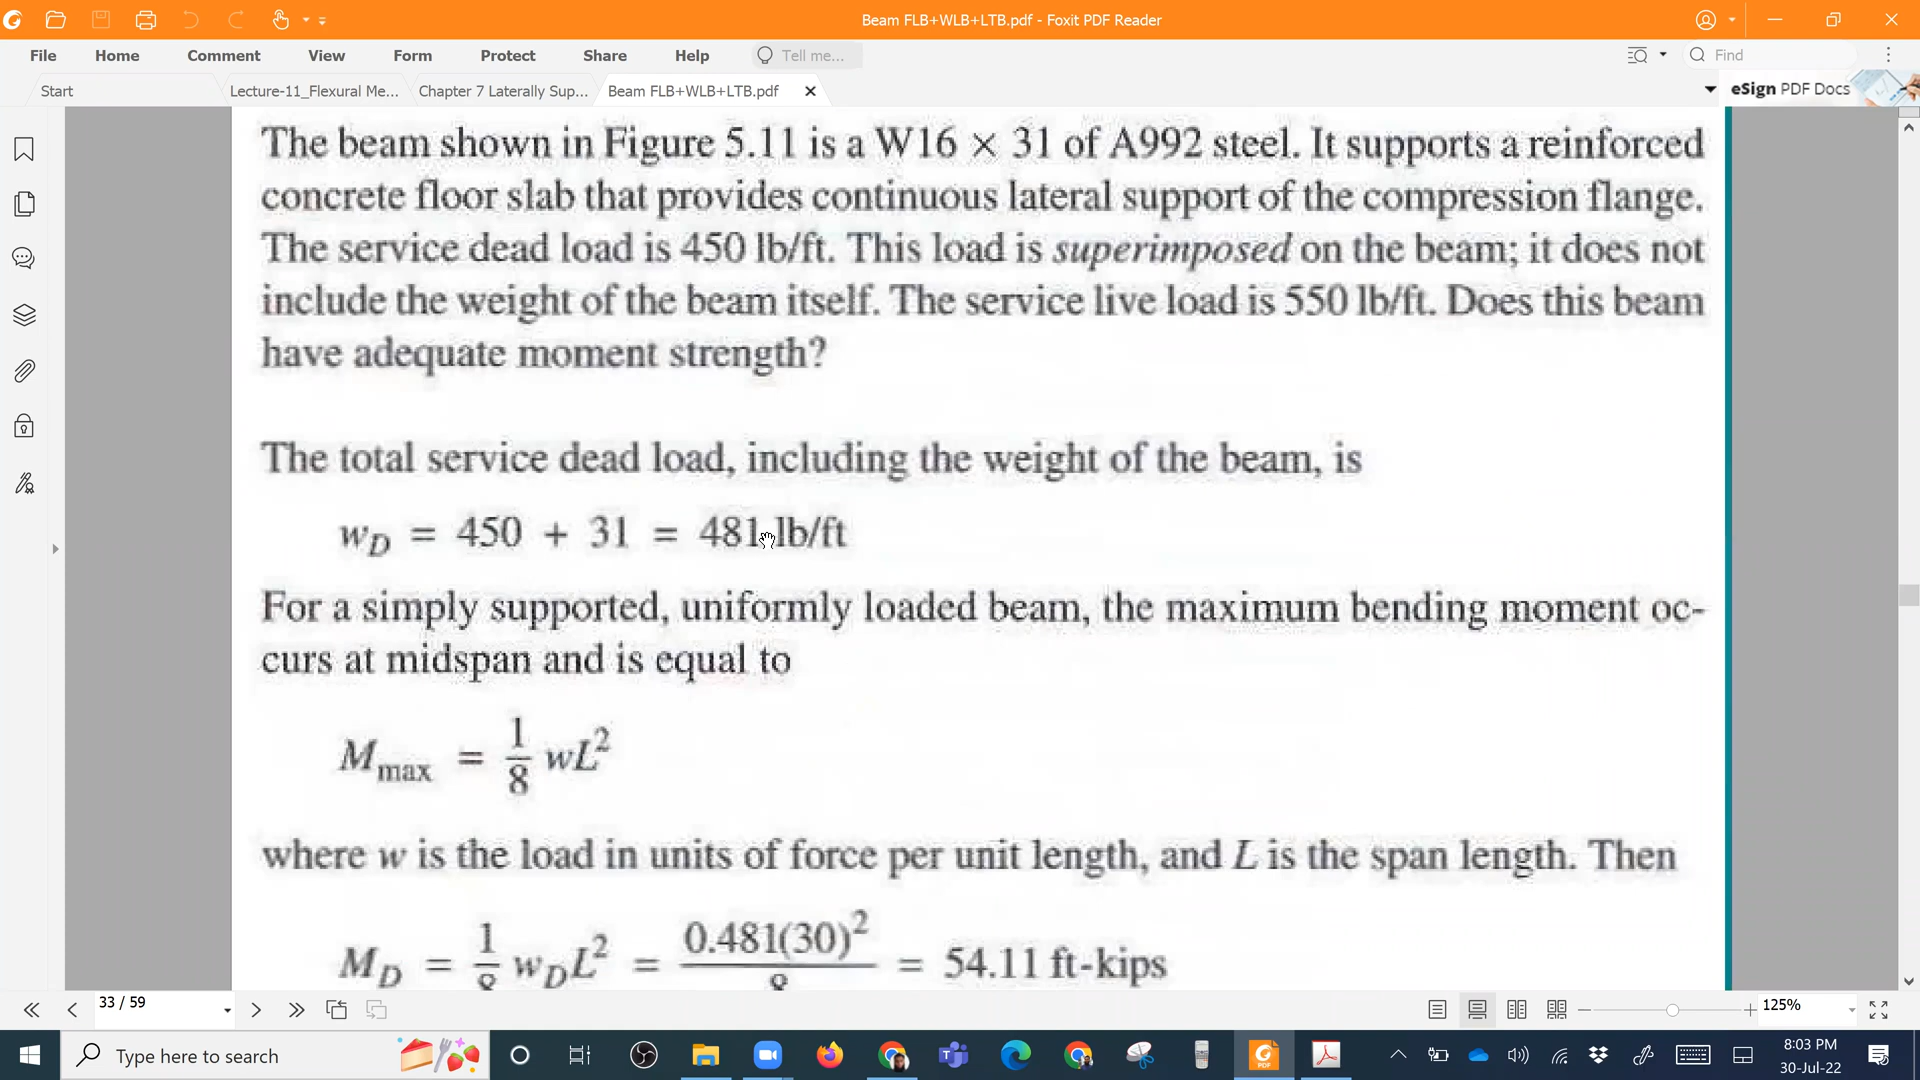 Beam FLB+WLB+LTB.pdf - Foxit PDF Reader
File Home Comment View Form Protect Share Help Tell me... Find
Start Lecture-11_Flexural Me... Chapter 7 Laterally Sup... Beam FLB+WLB+LTB.pdf eSign PDF Docs
The beam shown in Figure 5.11 is a W16 × 31 of A992 steel. It supports a reinforced
concrete floor slab that provides continuous lateral support of the compression flange.
The service dead load is 450 lb/ft. This load is superimposed on the beam; it does not
include the weight of the beam itself. The service live load is 550 lb/ft. Does this beam
have adequate moment strength?
The total service dead load, including the weight of the beam, is
w_D = 450 + 31 = 481 lb/ft
For a simply supported, uniformly loaded beam, the maximum bending moment oc-
curs at midspan and is equal to
M_max = 1/8 wL²
where w is the load in units of force per unit length, and L is the span length. Then
M_D = 1/8 w_D L² = 0.481(30)²/8 = 54.11 ft-kips
33 / 59 125%
Type here to search 8:03 PM
30-Jul-22